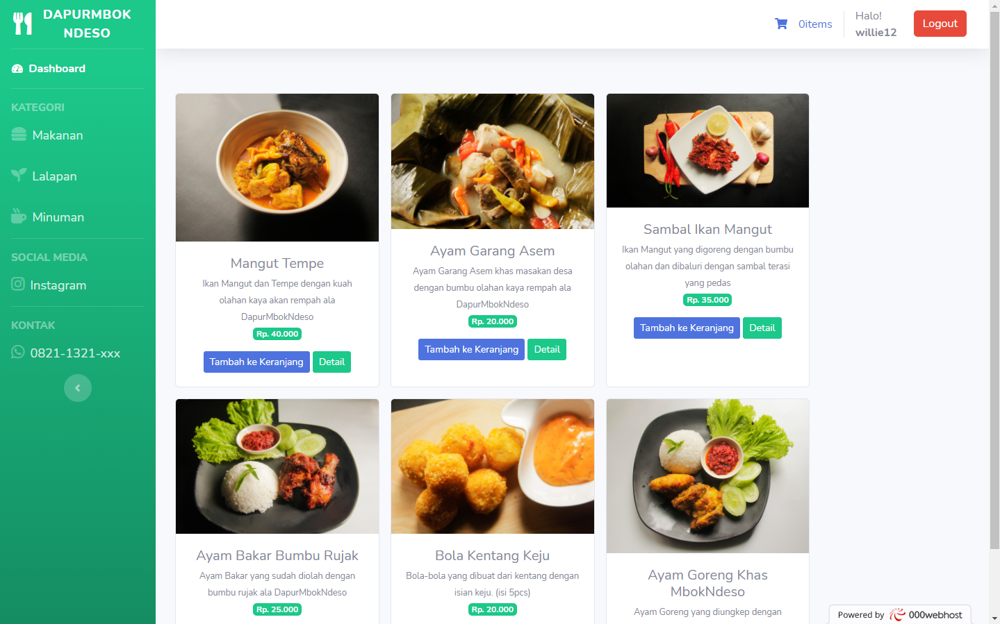 DAPURMBOK
NDESO
Dashboard
KATEGORI
Makanan
Lalapan
Minuman
SOCIAL MEDIA
Instagram
KONTAK
0821-1321-xxx
0items
Halo!
willie12
Logout
Mangut Tempe
Ikan Mangut dan Tempe dengan kuah
olahan kaya akan rempah ala
DapurMbokNdeso
Rp. 40.000
Tambah ke Keranjang
Detail
Ayam Garang Asem
Ayam Garang Asem khas masakan desa
dengan bumbu olahan kaya rempah ala
DapurMbokNdeso
Rp. 20.000
Tambah ke Keranjang
Detail
Sambal Ikan Mangut
Ikan Mangut yang digoreng dengan bumbu
olahan dan dibaluri dengan sambal terasi
yang pedas
Rp. 35.000
Tambah ke Keranjang
Detail
Ayam Bakar Bumbu Rujak
Ayam Bakar yang sudah diolah dengan
bumbu rujak ala DapurMbokNdeso
Rp. 25.000
Bola Kentang Keju
Bola-bola yang dibuat dari kentang dengan
isian keju. (isi 5pcs)
Rp. 20.000
Ayam Goreng Khas
MbokNdeso
Ayam Goreng yang diungkep dengan
Powered by 000webhost